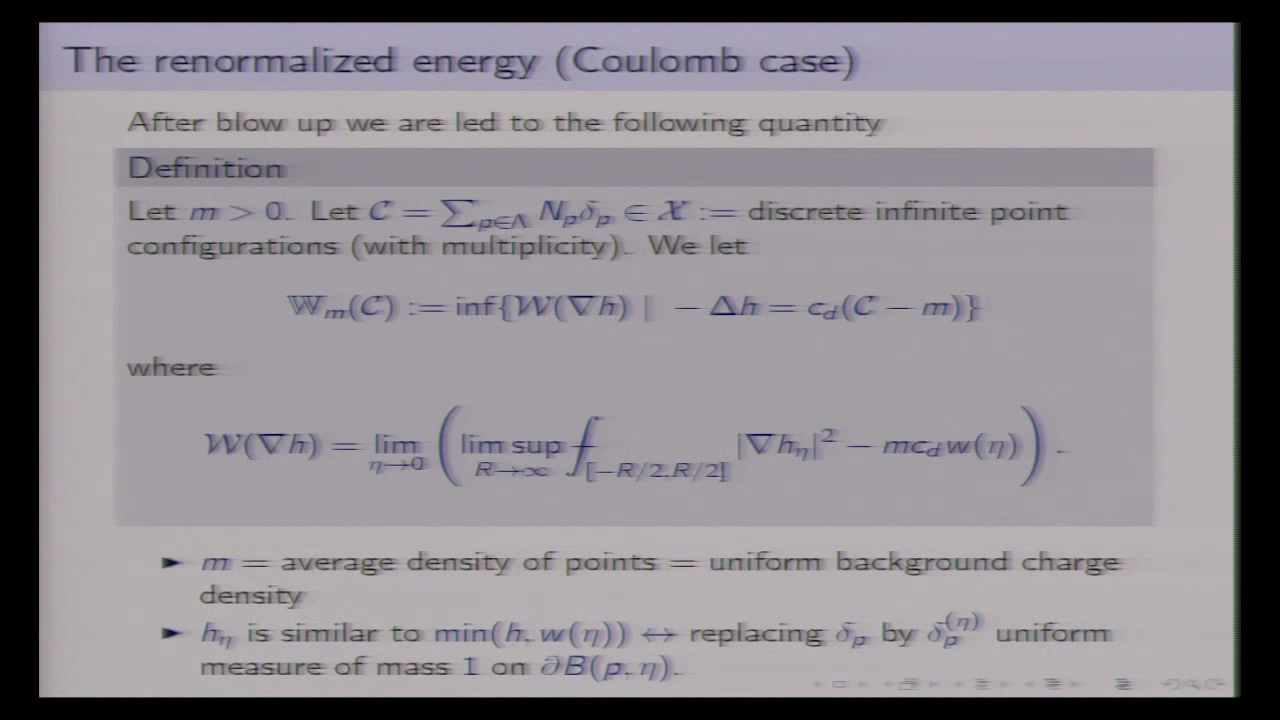 The renormalized energy (Coulomb case)
After blow up we are led to the following quantity
Definition
Let m > 0. Let 𝒞 = ∑_{p∈Λ} N_p δ_p ∈ 𝒳 := discrete infinite point
configurations (with multiplicity). We let
𝕎_m(𝒞) := inf{𝒲(∇h) | −Δh = c_d(𝒞 − m)}
where
𝒲(∇h) = lim_{η→0} ( lim sup_{R→∞} ⨍_{[−R/2,R/2]} |∇h_η|² − mc_d w(η) ) .
► m = average density of points = uniform background charge
density
► h_η is similar to min(h, w(η)) ↔ replacing δ_p by δ_p^{(η)} uniform
measure of mass 1 on ∂B(p, η).